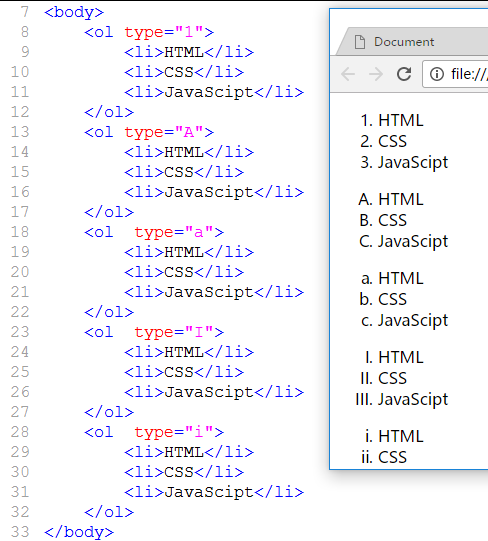 7 <body>
8 <ol type="1">
9 <li>HTML</li>
10 <li>CSS</li>
11 <li>JavaScipt</li>
12 </ol>
13 <ol type="A">
14 <li>HTML</li>
15 <li>CSS</li>
16 <li>JavaScipt</li>
17 </ol>
18 <ol  type="a">
19 <li>HTML</li>
20 <li>CSS</li>
21 <li>JavaScipt</li>
22 </ol>
23 <ol  type="I">
24 <li>HTML</li>
25 <li>CSS</li>
26 <li>JavaScipt</li>
27 </ol>
28 <ol  type="i">
29 <li>HTML</li>
30 <li>CSS</li>
31 <li>JavaScipt</li>
32 </ol>
33 </body>
Document
file:///
1. HTML
2. CSS
3. JavaScipt
A. HTML
B. CSS
C. JavaScipt
a. HTML
b. CSS
c. JavaScipt
I. HTML
II. CSS
III. JavaScipt
i. HTML
ii. CSS